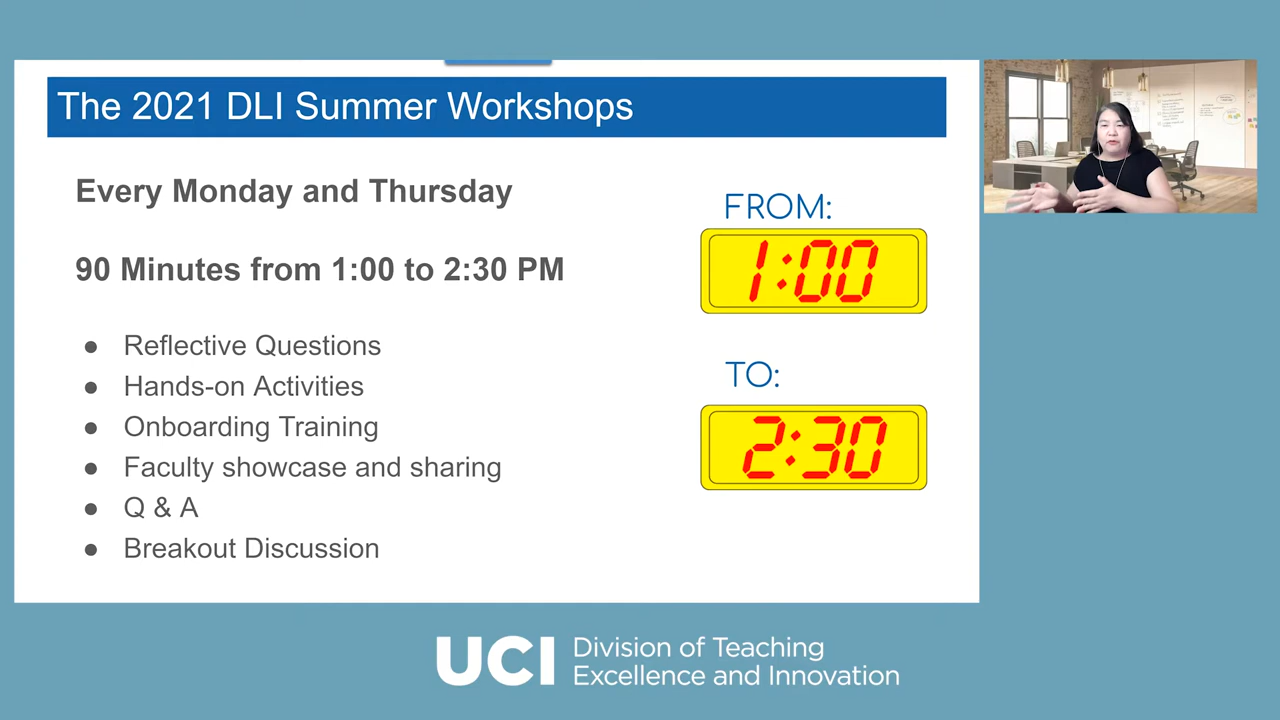 The 2021 DLI Summer Workshops
Every Monday and Thursday
90 Minutes from 1:00 to 2:30 PM
● Reflective Questions
● Hands-on Activities
● Onboarding Training
● Faculty showcase and sharing
● Q & A
● Breakout Discussion
FROM:
1:00
TO:
2:30
UCI Division of Teaching
Excellence and Innovation